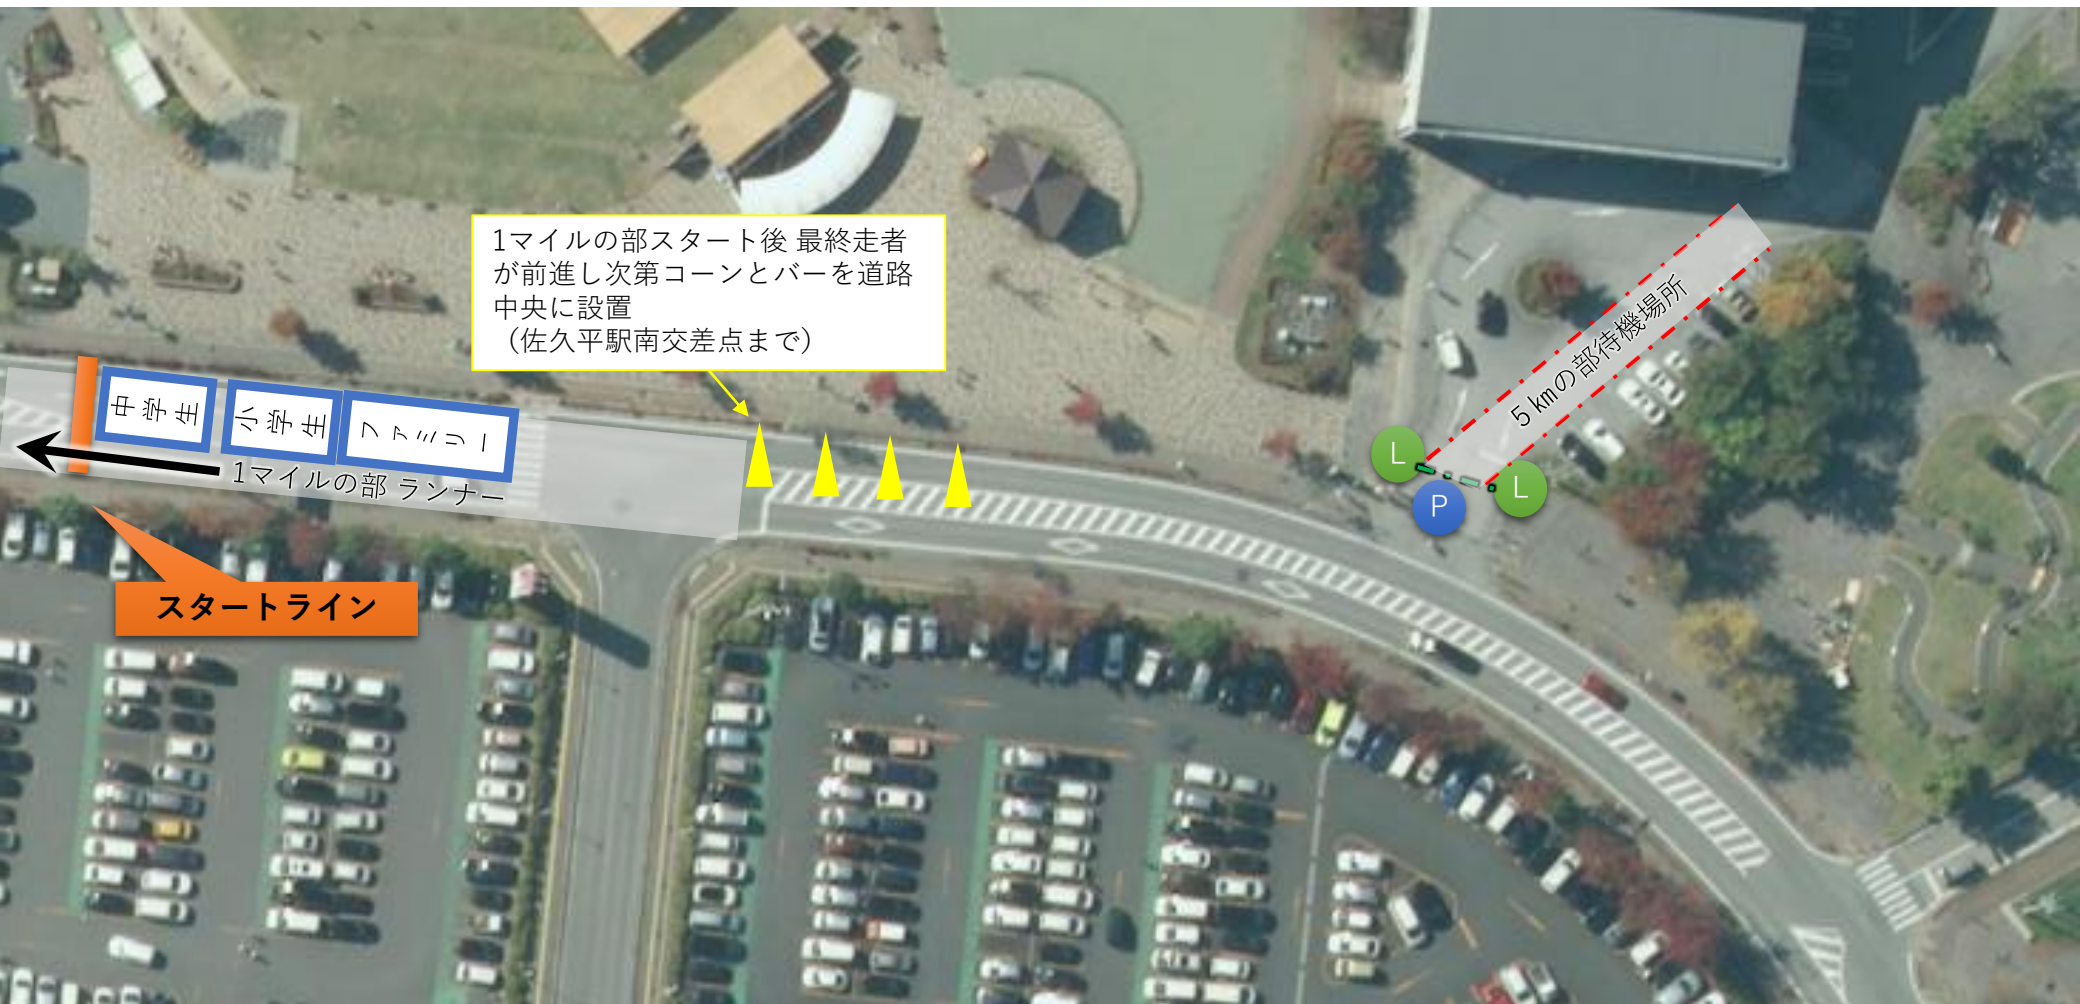 1マイルの部スタート後 最終走者
が前進し次第コーンとバーを道路
中央に設置
（佐久平駅南交差点まで）
5㎞の部待機場所
中学生
小学生
ファミリー
1マイルの部 ランナー
L
L
P
スタートライン